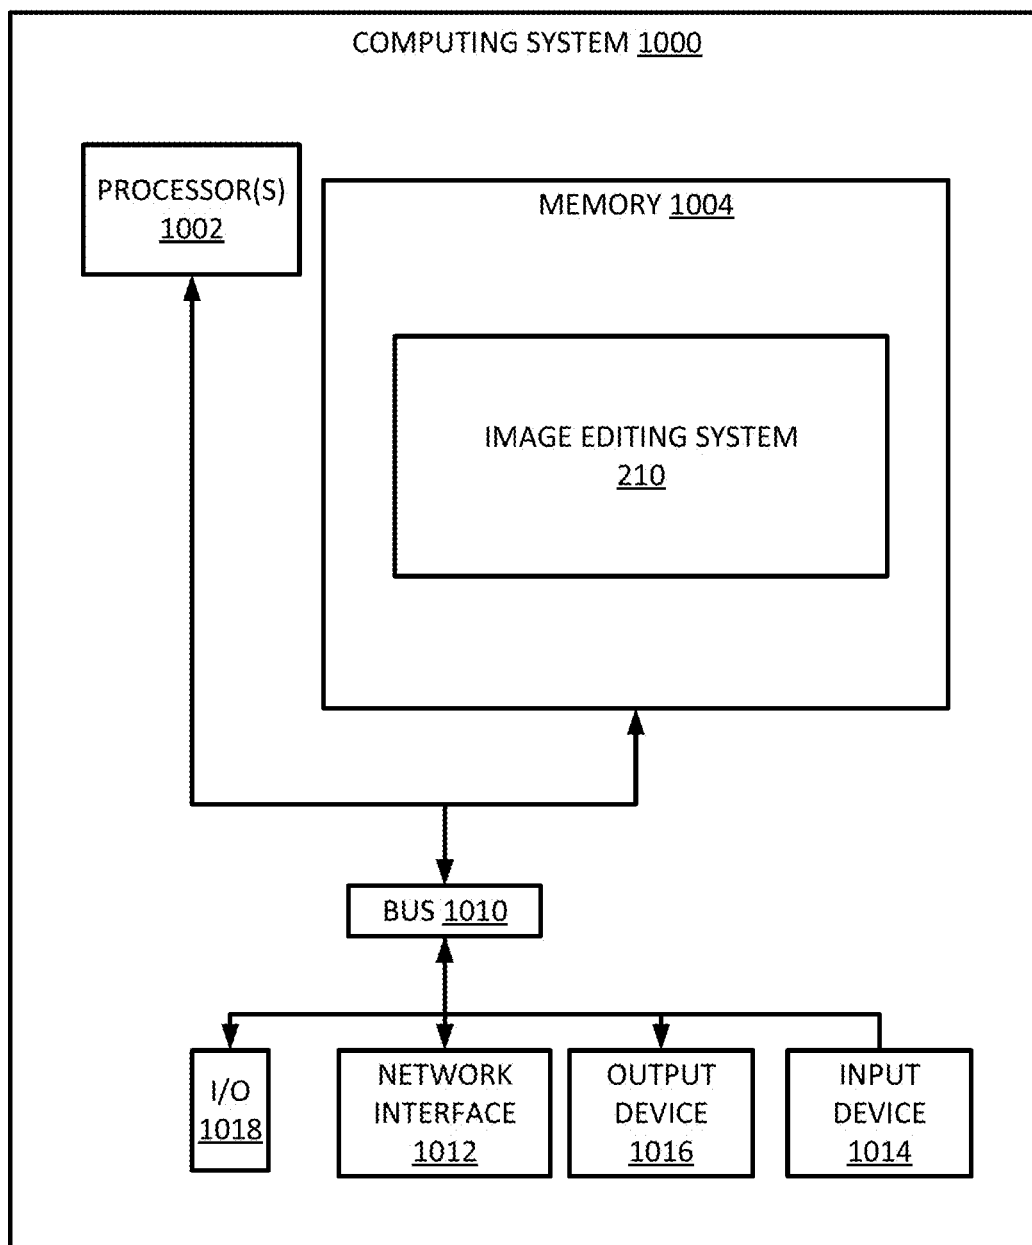 COMPUTING SYSTEM 1000
PROCESSOR(S)
1002
MEMORY 1004
IMAGE EDITING SYSTEM
210
BUS 1010
I/O
1018
NETWORK
INTERFACE
1012
OUTPUT
DEVICE
1016
INPUT
DEVICE
1014